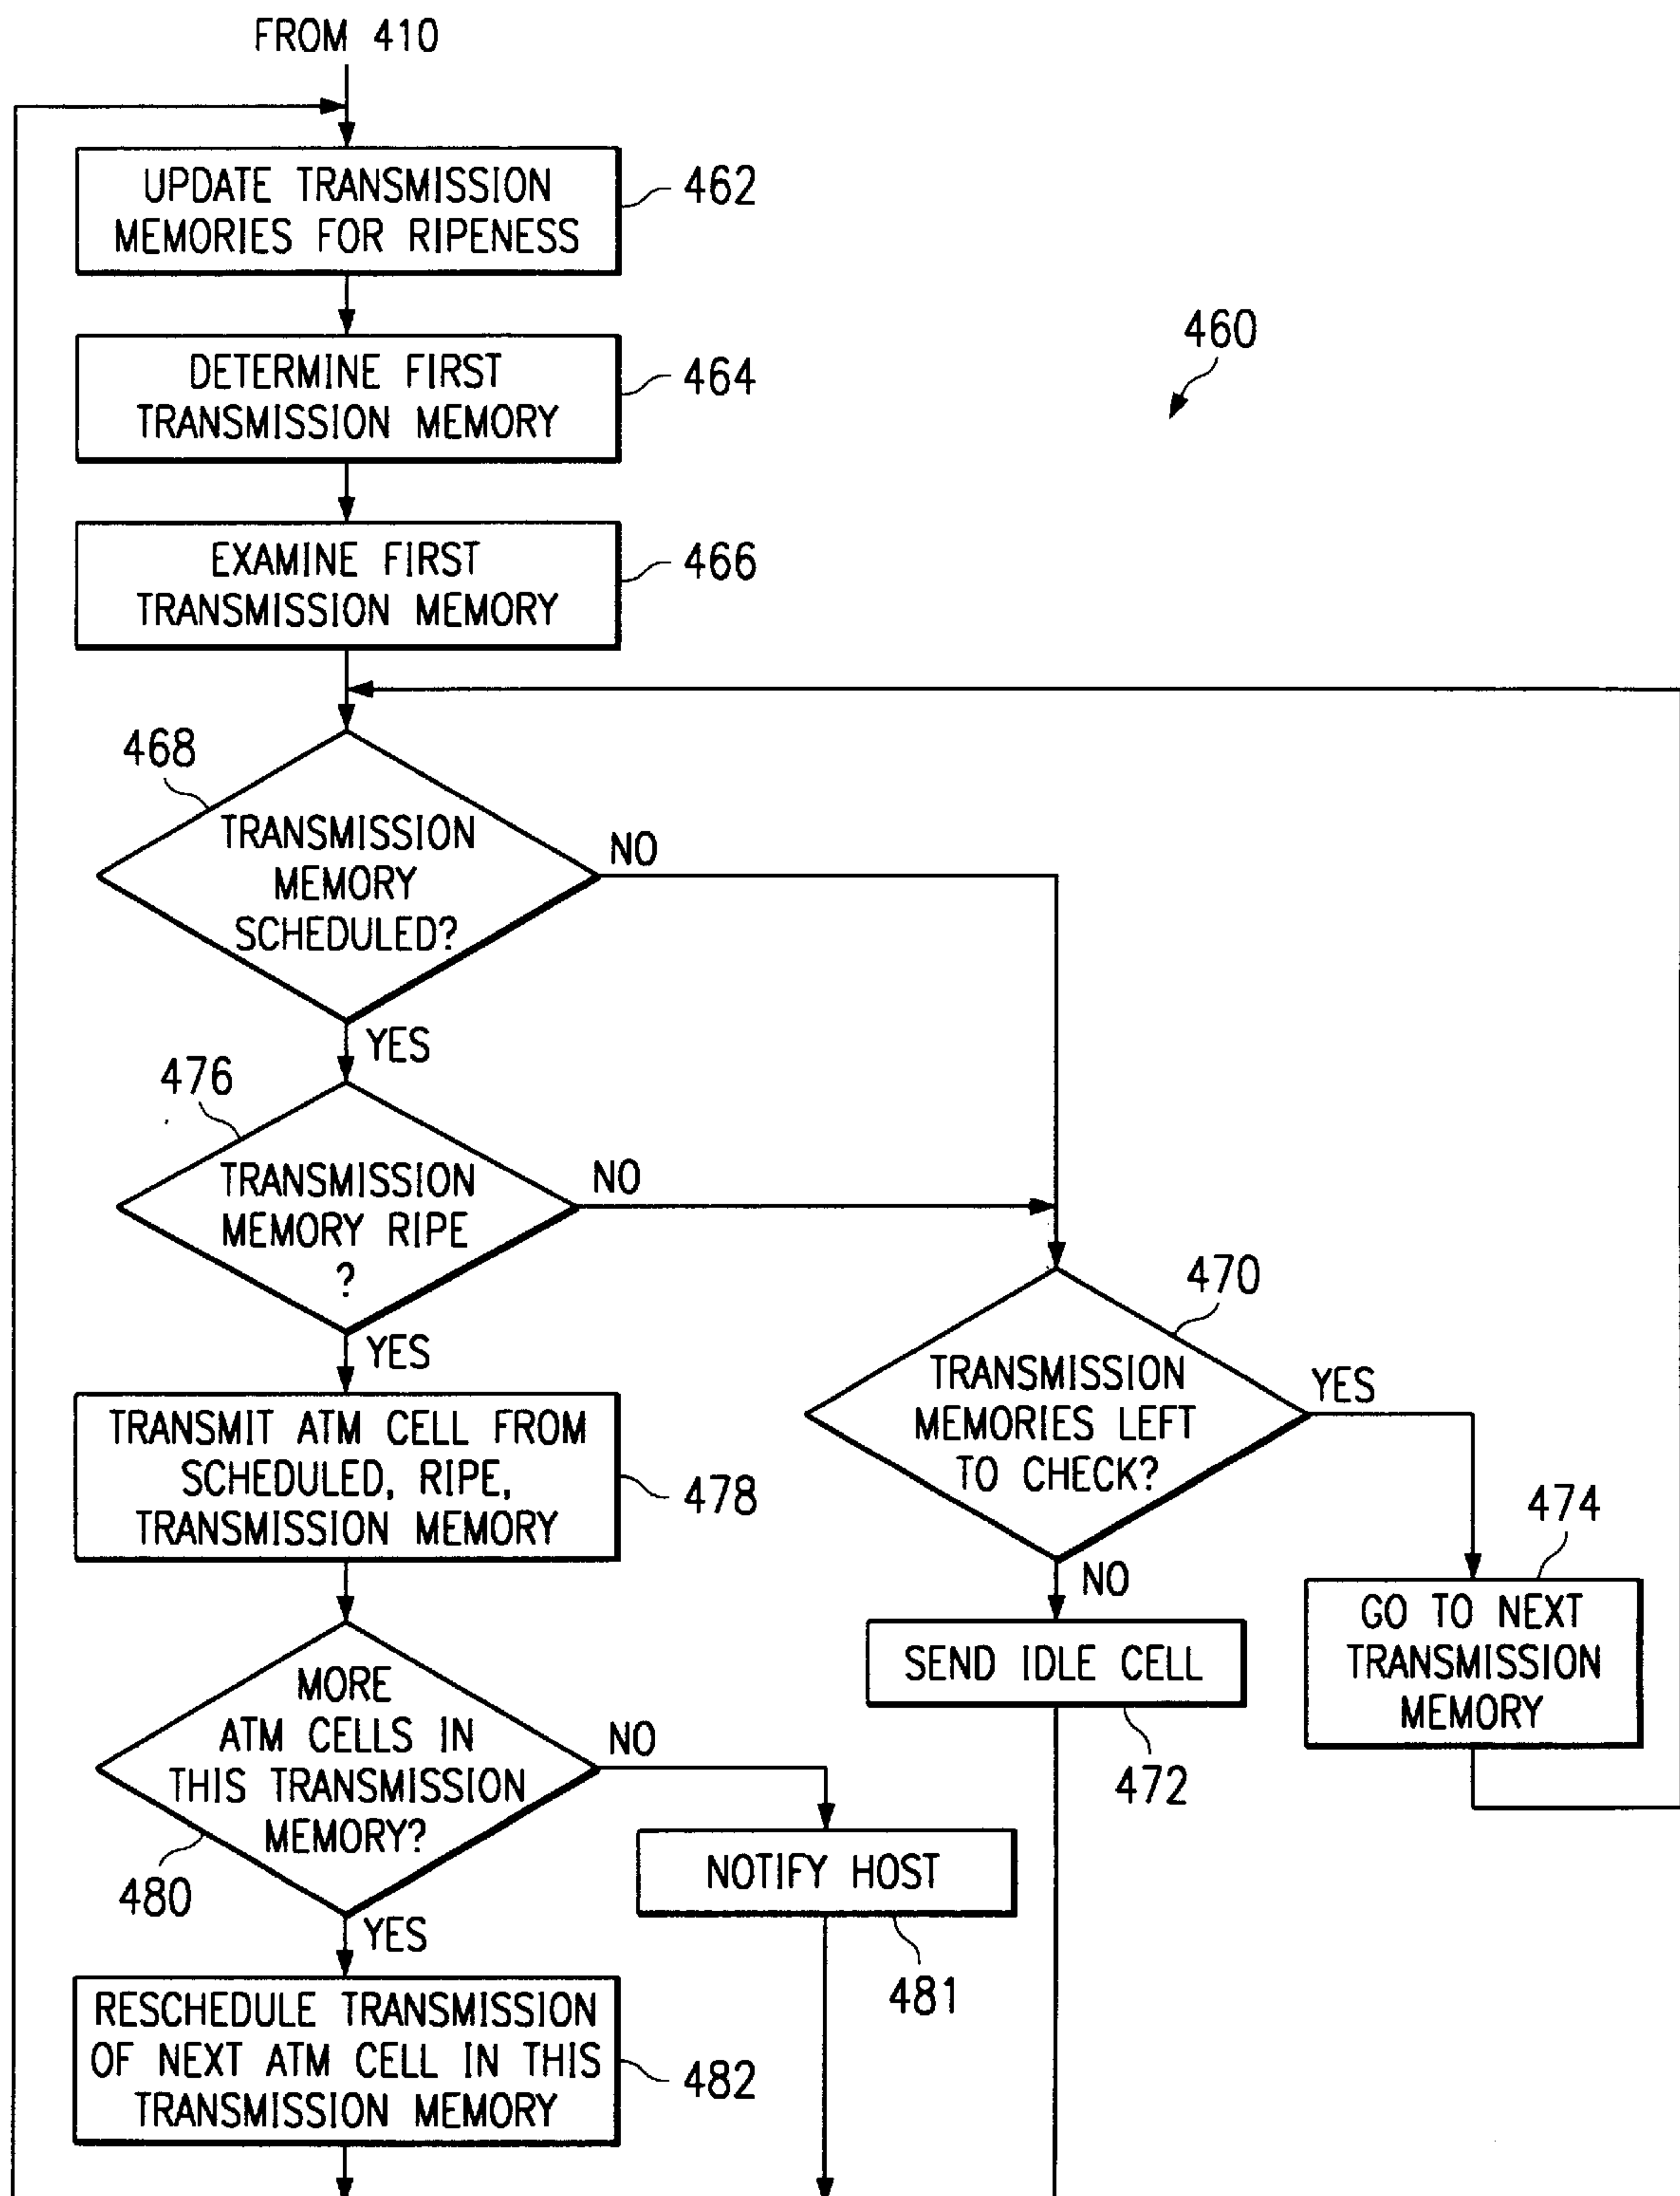 FROM 410
UPDATE TRANSMISSION
MEMORIES FOR RIPENESS
462
460
DETERMINE FIRST
TRANSMISSION MEMORY
464
EXAMINE FIRST
TRANSMISSION MEMORY
466
468
TRANSMISSION
MEMORY
SCHEDULED?
NO
YES
476
TRANSMISSION
MEMORY RIPE
?
NO
YES
470
TRANSMISSION
MEMORIES LEFT
TO CHECK?
YES
NO
474
GO TO NEXT
TRANSMISSION
MEMORY
TRANSMIT ATM CELL FROM
SCHEDULED, RIPE,
TRANSMISSION MEMORY
478
SEND IDLE CELL
472
MORE
ATM CELLS IN
THIS TRANSMISSION
MEMORY?
480
NO
YES
NOTIFY HOST
481
RESCHEDULE TRANSMISSION
OF NEXT ATM CELL IN THIS
TRANSMISSION MEMORY
482